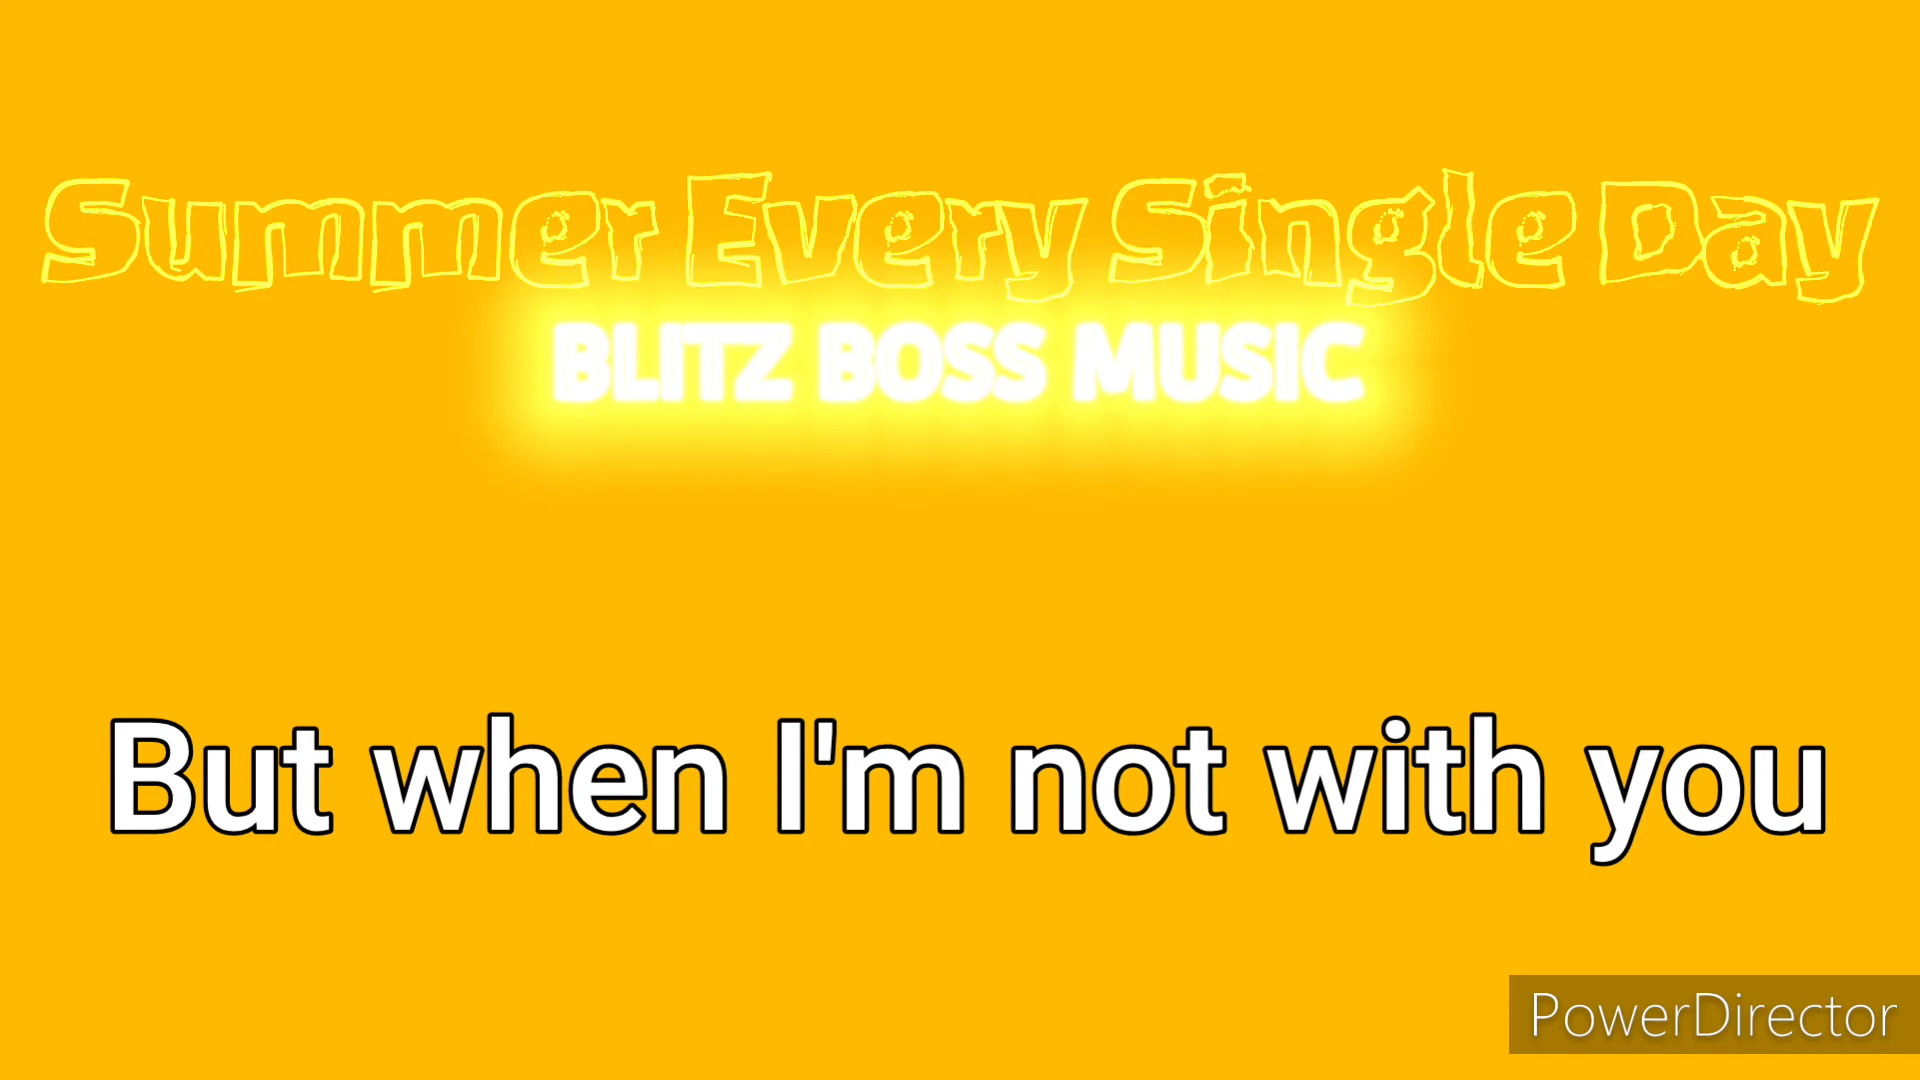 Summer Every Single Day
BLITZ BOSS MUSIC
But when I'm not with you
PowerDirector